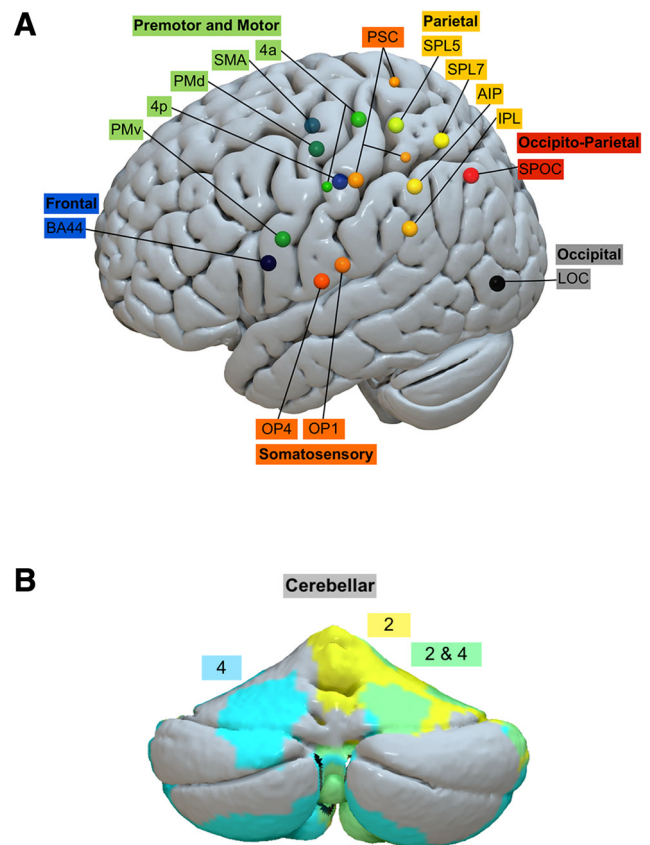 A
Premotor and Motor
4a
SMA
PMd
4p
PMv
Frontal
BA44
PSC
Parietal
SPL5
SPL7
AIP
IPL
Occipito-Parietal
SPOC
Occipital
LOC
OP4
OP1
Somatosensory
B
Cerebellar
2
2 & 4
4